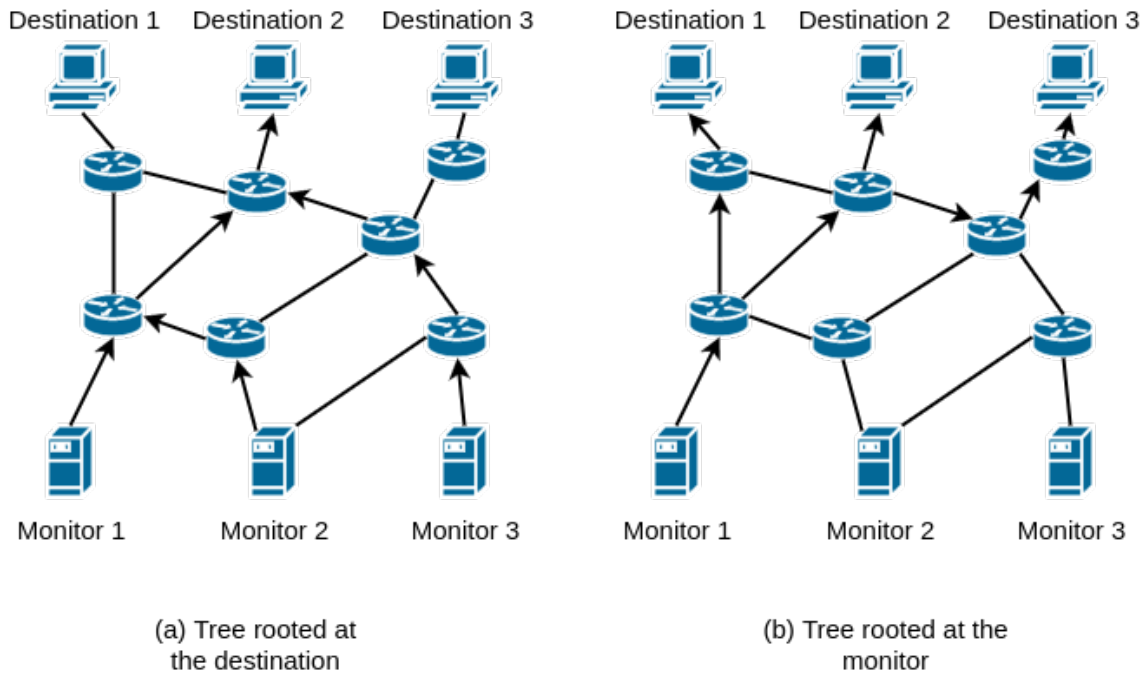 Destination 1 Destination 2 Destination 3 Destination 1 Destination 2 Destination 3
Monitor 1 Monitor 2 Monitor 3 Monitor 1 Monitor 2 Monitor 3
(a) Tree rooted at
the destination
(b) Tree rooted at the
monitor